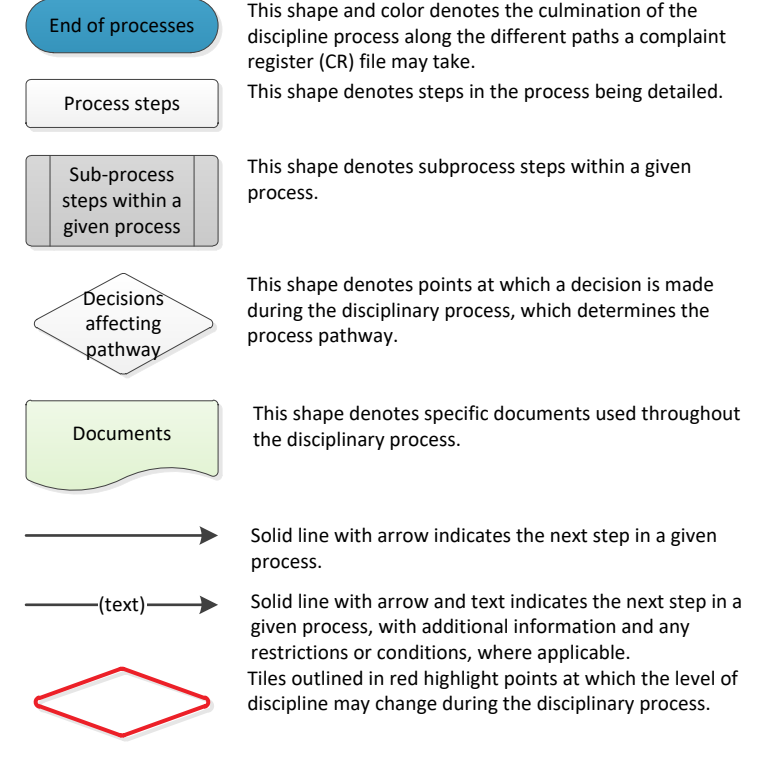 End of processes
This shape and color denotes the culmination of the
discipline process along the different paths a complaint
register (CR) file may take.
Process steps
This shape denotes steps in the process being detailed.
Sub-process
steps within a
given process
This shape denotes subprocess steps within a given
process.
Decisions
affecting
pathway
This shape denotes points at which a decision is made
during the disciplinary process, which determines the
process pathway.
Documents
This shape denotes specific documents used throughout
the disciplinary process.
Solid line with arrow indicates the next step in a given
process.
(text)
Solid line with arrow and text indicates the next step in a
given process, with additional information and any
restrictions or conditions, where applicable.
Tiles outlined in red highlight points at which the level of
discipline may change during the disciplinary process.